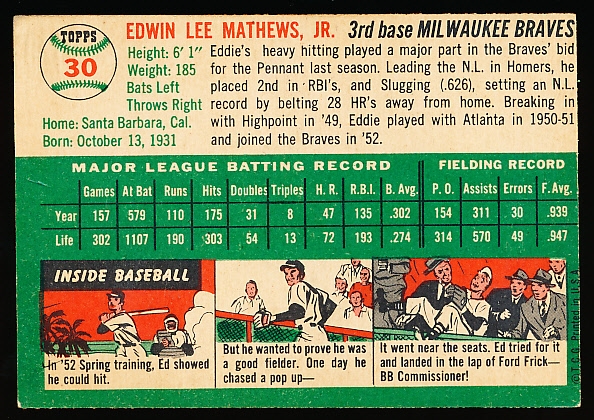 TOPPS
30
EDWIN LEE MATHEWS, JR. 3rd base MILWAUKEE BRAVES
Height: 6' 1"
Weight: 185
Bats Left
Throws Right
Home: Santa Barbara, Cal.
Born: October 13, 1931
Eddie's heavy hitting played a major part in the Braves' bid
for the Pennant last season. Leading the N.L. in Homers, he
placed 2nd in RBI's, and Slugging (.626), setting an N.L.
record by belting 28 HR's away from home. Breaking in
with Highpoint in '49, Eddie played with Atlanta in 1950-51
and joined the Braves in '52.
MAJOR LEAGUE BATTING RECORD FIELDING RECORD
Games At Bat Runs Hits Doubles Triples H. R. R.B.I. B. Avg. P. O. Assists Errors F. Avg.
Year 157 579 110 175 31 8 47 135 .302 154 311 30 .939
Life 302 1107 190 303 54 13 72 193 .274 314 570 49 .947
INSIDE BASEBALL
In '52 Spring training, Ed showed
he could hit.
But he wanted to prove he was
a good fielder. One day he
chased a pop up—
It went near the seats. Ed tried for it
and landed in the lap of Ford Frick—
BB Commissioner!
© T. C. G. Printed in U.S.A.